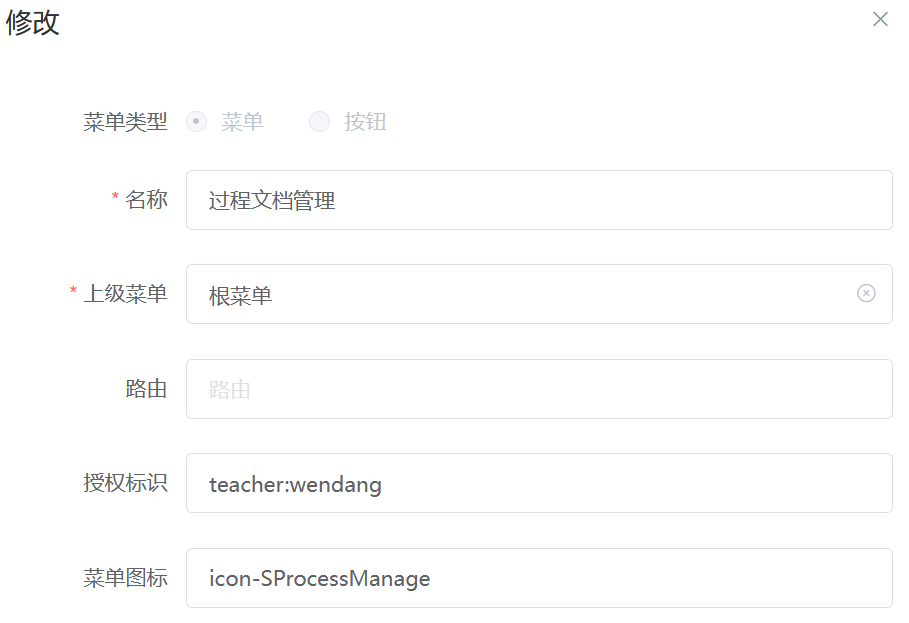 修改
菜单类型 菜单 按钮
* 名称 过程文档管理
* 上级菜单 根菜单
路由 路由
授权标识 teacher:wendang
菜单图标 icon-SProcessManage